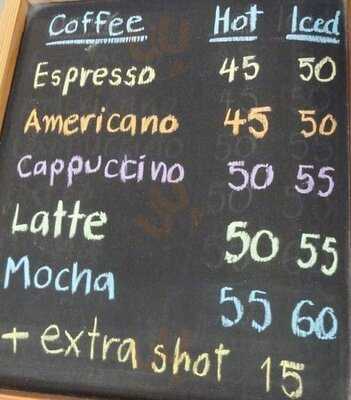 Coffee Hot Iced
Espresso 45 50
Americano 45 50
Cappuccino 50 55
Latte 50 55
Mocha 55 60
+ extra shot 15